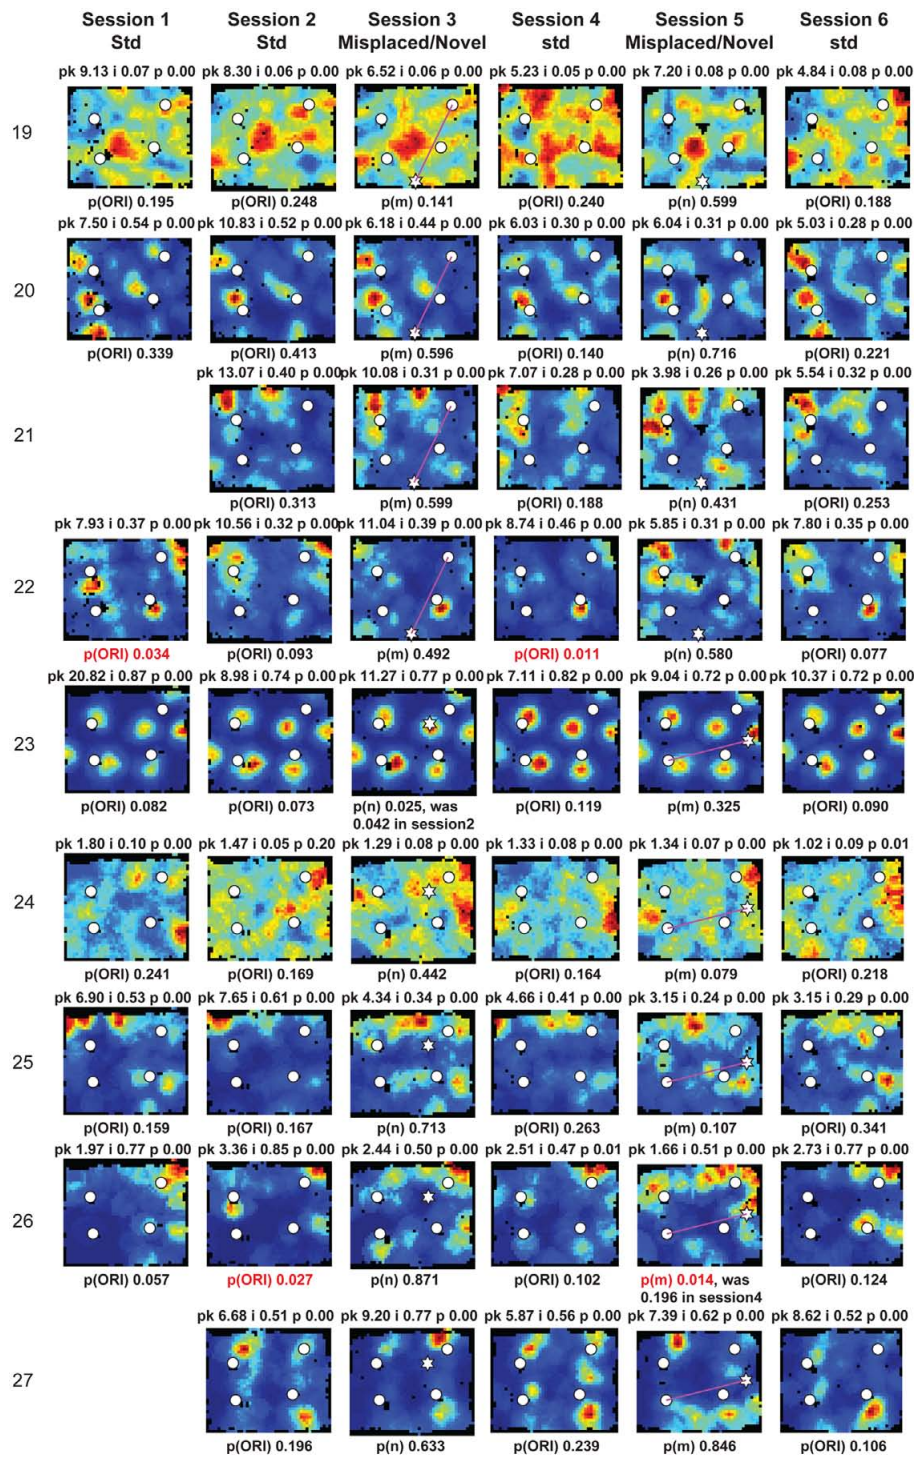 Session 1 Session 2 Session 3 Session 4 Session 5 Session 6
Std Std Misplaced/Novel std Misplaced/Novel std
pk 9.13 i 0.07 p 0.00 pk 8.30 i 0.06 p 0.00 pk 6.52 i 0.06 p 0.00 pk 5.23 i 0.05 p 0.00 pk 7.20 i 0.08 p 0.00 pk 4.84 i 0.08 p 0.00
19
p(ORI) 0.195 p(ORI) 0.248 p(m) 0.141 p(ORI) 0.240 p(n) 0.599 p(ORI) 0.188
pk 7.50 i 0.54 p 0.00 pk 10.83 i 0.52 p 0.00 pk 6.18 i 0.44 p 0.00 pk 6.03 i 0.30 p 0.00 pk 6.04 i 0.31 p 0.00 pk 5.03 i 0.28 p 0.00
20
p(ORI) 0.339 p(ORI) 0.413 p(m) 0.596 p(ORI) 0.140 p(n) 0.716 p(ORI) 0.221
pk 13.07 i 0.40 p 0.00 pk 10.08 i 0.31 p 0.00 pk 7.07 i 0.28 p 0.00 pk 3.98 i 0.26 p 0.00 pk 5.54 i 0.32 p 0.00
21
p(ORI) 0.313 p(m) 0.599 p(ORI) 0.188 p(n) 0.431 p(ORI) 0.253
pk 7.93 i 0.37 p 0.00 pk 10.56 i 0.32 p 0.00 pk 11.04 i 0.39 p 0.00 pk 8.74 i 0.46 p 0.00 pk 5.85 i 0.31 p 0.00 pk 7.80 i 0.35 p 0.00
22
p(ORI) 0.034 p(ORI) 0.093 p(m) 0.492 p(ORI) 0.011 p(n) 0.580 p(ORI) 0.077
pk 20.82 i 0.87 p 0.00 pk 8.98 i 0.74 p 0.00 pk 11.27 i 0.77 p 0.00 pk 7.11 i 0.82 p 0.00 pk 9.04 i 0.72 p 0.00 pk 10.37 i 0.72 p 0.00
23
p(ORI) 0.082 p(ORI) 0.073 p(n) 0.025, was p(ORI) 0.119 p(m) 0.325 p(ORI) 0.090
0.042 in session2
pk 1.80 i 0.10 p 0.00 pk 1.47 i 0.05 p 0.20 pk 1.29 i 0.08 p 0.00 pk 1.33 i 0.08 p 0.00 pk 1.34 i 0.07 p 0.00 pk 1.02 i 0.09 p 0.01
24
p(ORI) 0.241 p(ORI) 0.169 p(n) 0.442 p(ORI) 0.164 p(m) 0.079 p(ORI) 0.218
pk 6.90 i 0.53 p 0.00 pk 7.65 i 0.61 p 0.00 pk 4.34 i 0.34 p 0.00 pk 4.66 i 0.41 p 0.00 pk 3.15 i 0.24 p 0.00 pk 3.15 i 0.29 p 0.00
25
p(ORI) 0.159 p(ORI) 0.167 p(n) 0.713 p(ORI) 0.263 p(m) 0.107 p(ORI) 0.341
pk 1.97 i 0.77 p 0.00 pk 3.36 i 0.85 p 0.00 pk 2.44 i 0.50 p 0.00 pk 2.51 i 0.47 p 0.01 pk 1.66 i 0.51 p 0.00 pk 2.73 i 0.77 p 0.00
26
p(ORI) 0.057 p(ORI) 0.027 p(n) 0.871 p(ORI) 0.102 p(m) 0.014, was p(ORI) 0.124
0.196 in session4
pk 6.68 i 0.51 p 0.00 pk 9.20 i 0.77 p 0.00 pk 5.87 i 0.56 p 0.00 pk 7.39 i 0.62 p 0.00 pk 8.62 i 0.52 p 0.00
27
p(ORI) 0.196 p(n) 0.633 p(ORI) 0.239 p(m) 0.846 p(ORI) 0.106